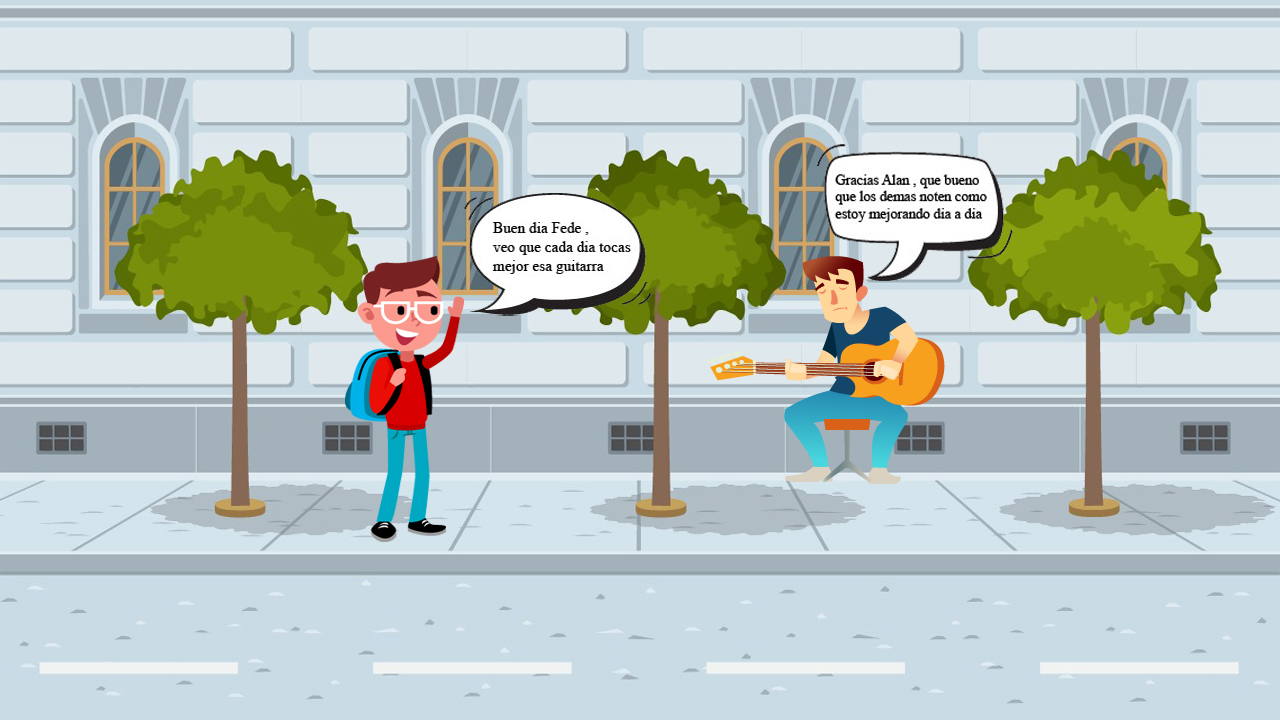 Buen dia Fede ,
veo que cada dia tocas
mejor esa guitarra
Gracias Alan , que bueno
que los demas noten como
estoy mejorando dia a dia